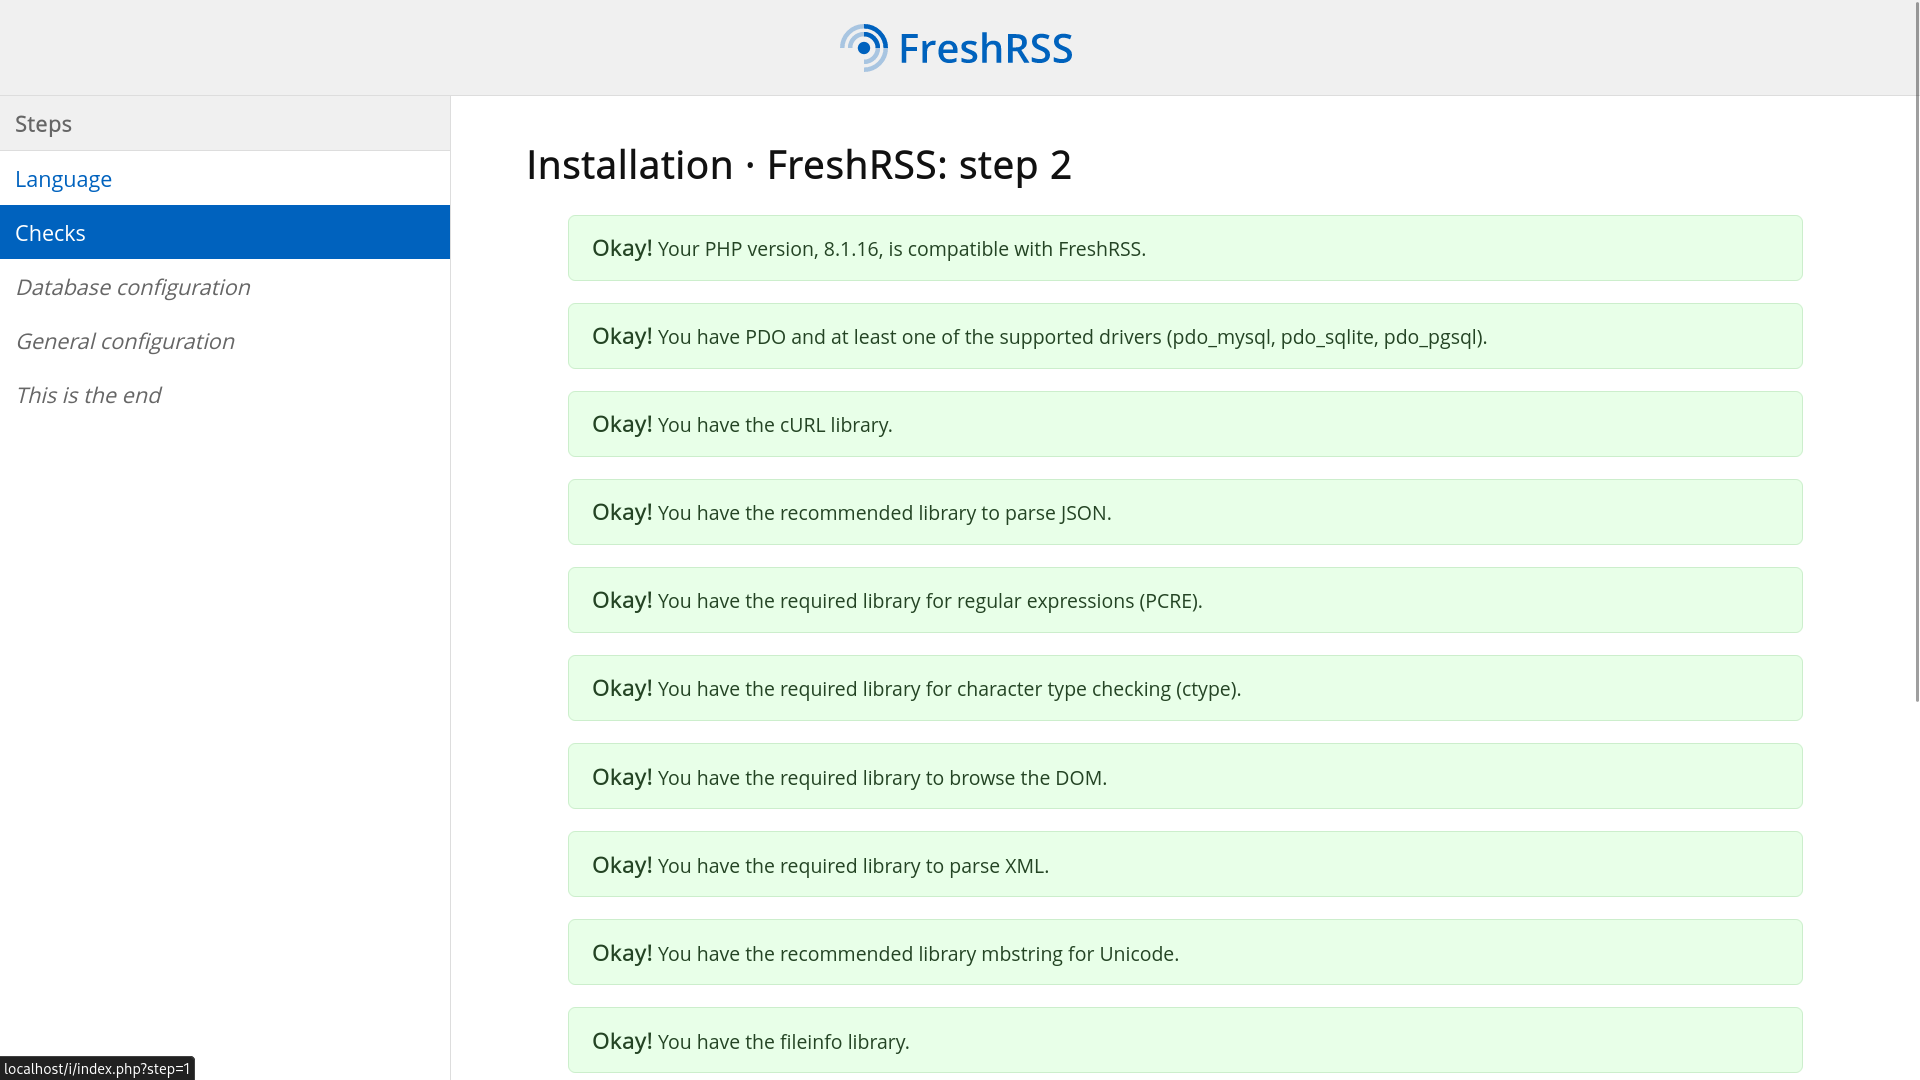 FreshRSS
Steps
Language
Checks
Database configuration
General configuration
This is the end
Installation · FreshRSS: step 2
Okay! Your PHP version, 8.1.16, is compatible with FreshRSS.
Okay! You have PDO and at least one of the supported drivers (pdo_mysql, pdo_sqlite, pdo_pgsql).
Okay! You have the cURL library.
Okay! You have the recommended library to parse JSON.
Okay! You have the required library for regular expressions (PCRE).
Okay! You have the required library for character type checking (ctype).
Okay! You have the required library to browse the DOM.
Okay! You have the required library to parse XML.
Okay! You have the recommended library mbstring for Unicode.
Okay! You have the fileinfo library.
localhost/i/index.php?step=1